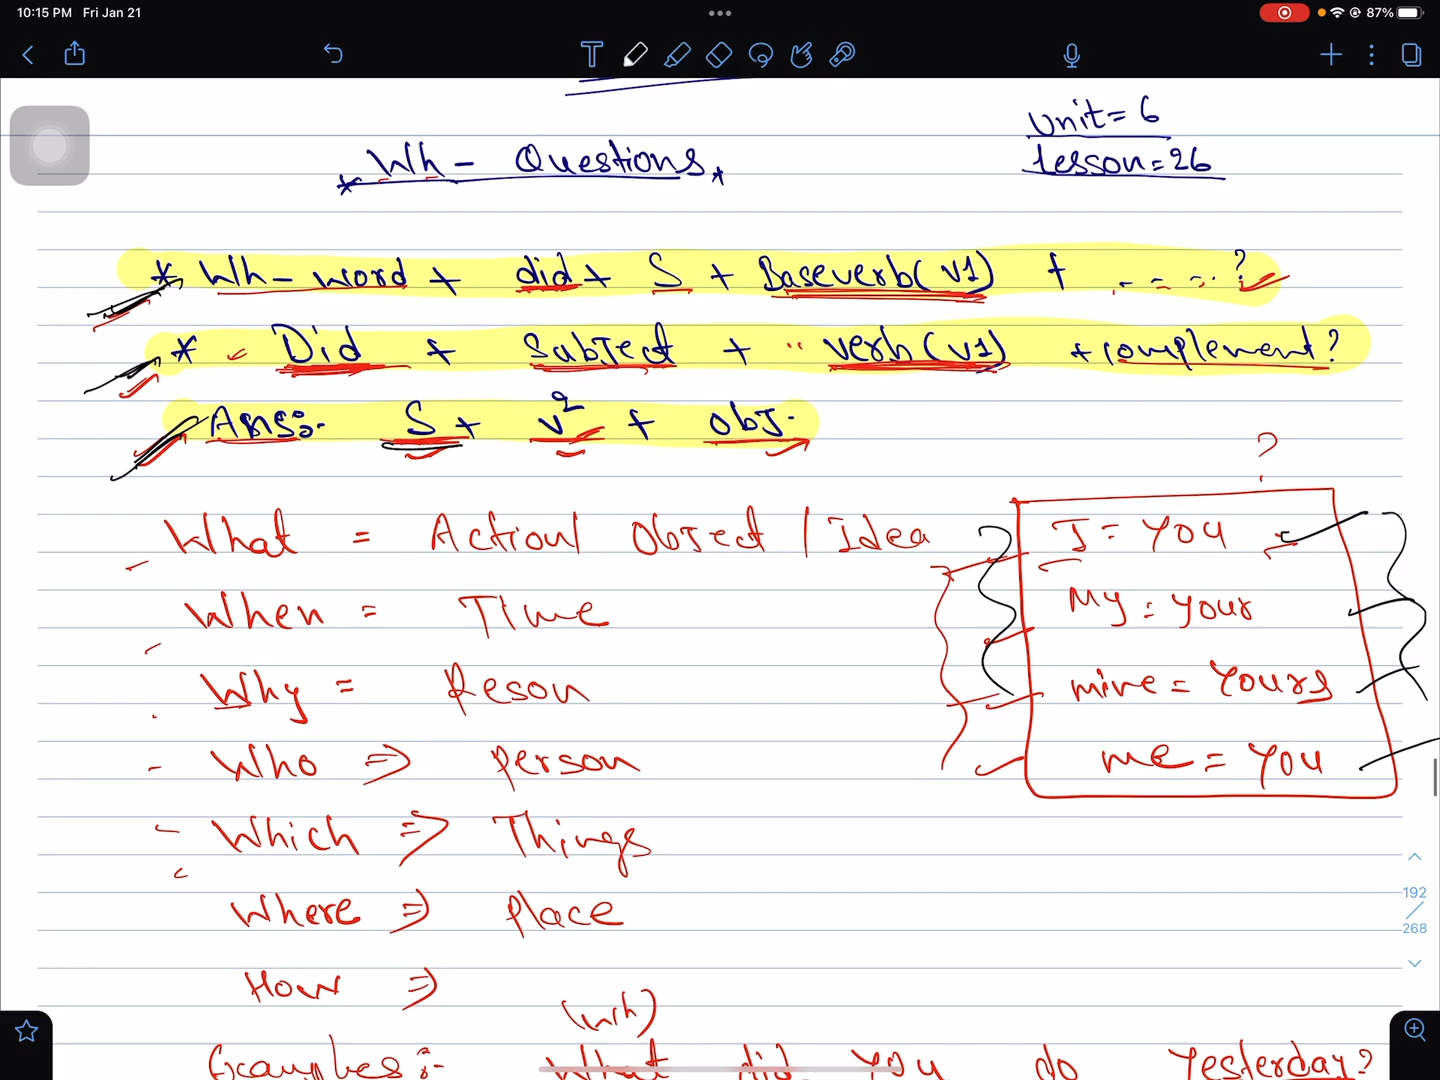 10:15 PM Fri Jan 21
87%
Unit = 6
Lesson = 26
* Wh - Questions *
* Wh - word + did + S + Baseverb (v1) + - - - - ?
* Did + Subject + verb (v1) + complement ?
Ans:- S + v2 + obj.
?
What = Action / Object / Idea
I = YOU
When = Time
My = Your
Why = Reson
mine = Yours
Who ⇒ person
me = YOU
Which ⇒ Things
192
Where ⇒ place
268
How ⇒
(wh)
Examples:- What did YOU do Yesterday?